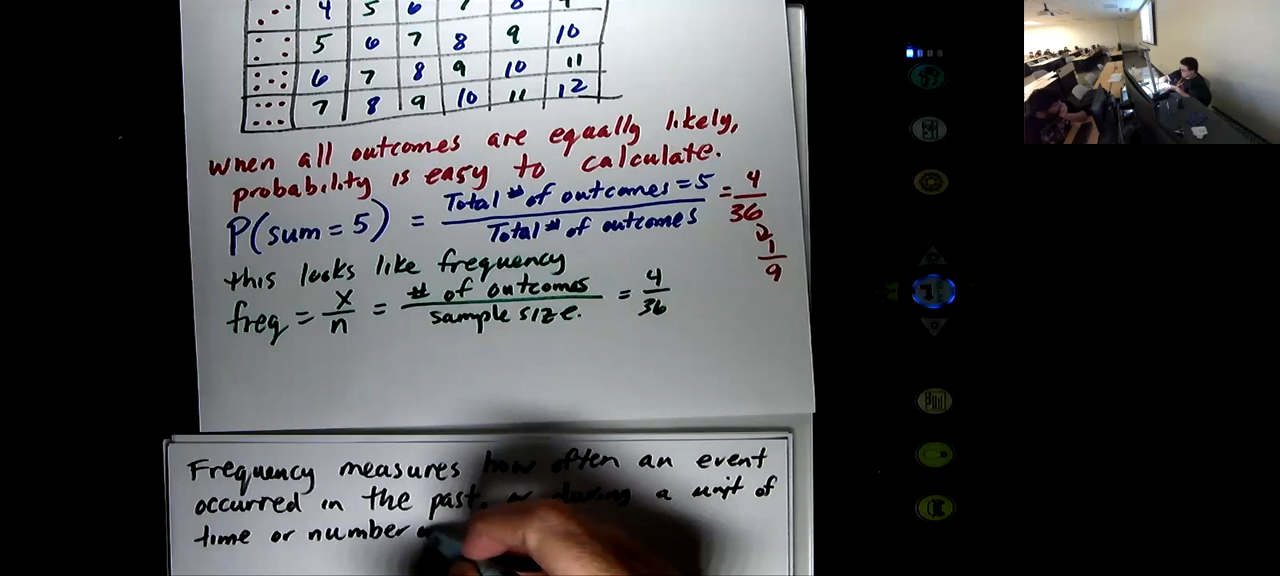 4 5 6 7 8 9
5 6 7 8 9 10
6 7 8 9 10 11
7 8 9 10 11 12
When all outcomes are equally likely,
probability is easy to calculate.
P(sum = 5) = Total # of outcomes = 5 / Total # of outcomes = 4/36
1/9
this looks like frequency
freq = x/n = # of outcomes / sample size. = 4/36
Frequency measures how often an event
occurred in the past. or during a unit of
time or number